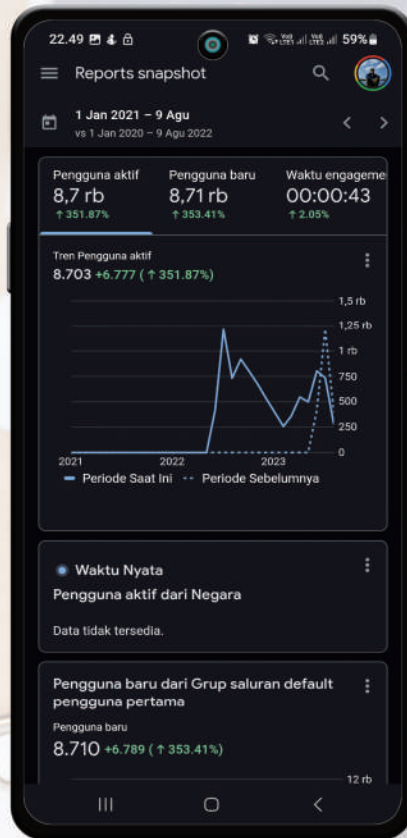 22.49
59%
Reports snapshot
1 Jan 2021 – 9 Agu
vs 1 Jan 2020 – 9 Agu 2022
Pengguna aktif
8,7 rb
↑ 351.87%
Pengguna baru
8,71 rb
↑ 353.41%
Waktu engageme
00:00:43
↑ 2.05%
Tren Pengguna aktif
8.703 +6.777 (↑ 351.87%)
1,5 rb
1,25 rb
1 rb
750
500
250
0
2021
2022
2023
Periode Saat Ini
Periode Sebelumnya
Waktu Nyata
Pengguna aktif dari Negara
Data tidak tersedia.
Pengguna baru dari Grup saluran default
pengguna pertama
Pengguna baru
8.710 +6.789 (↑ 353.41%)
12 rb